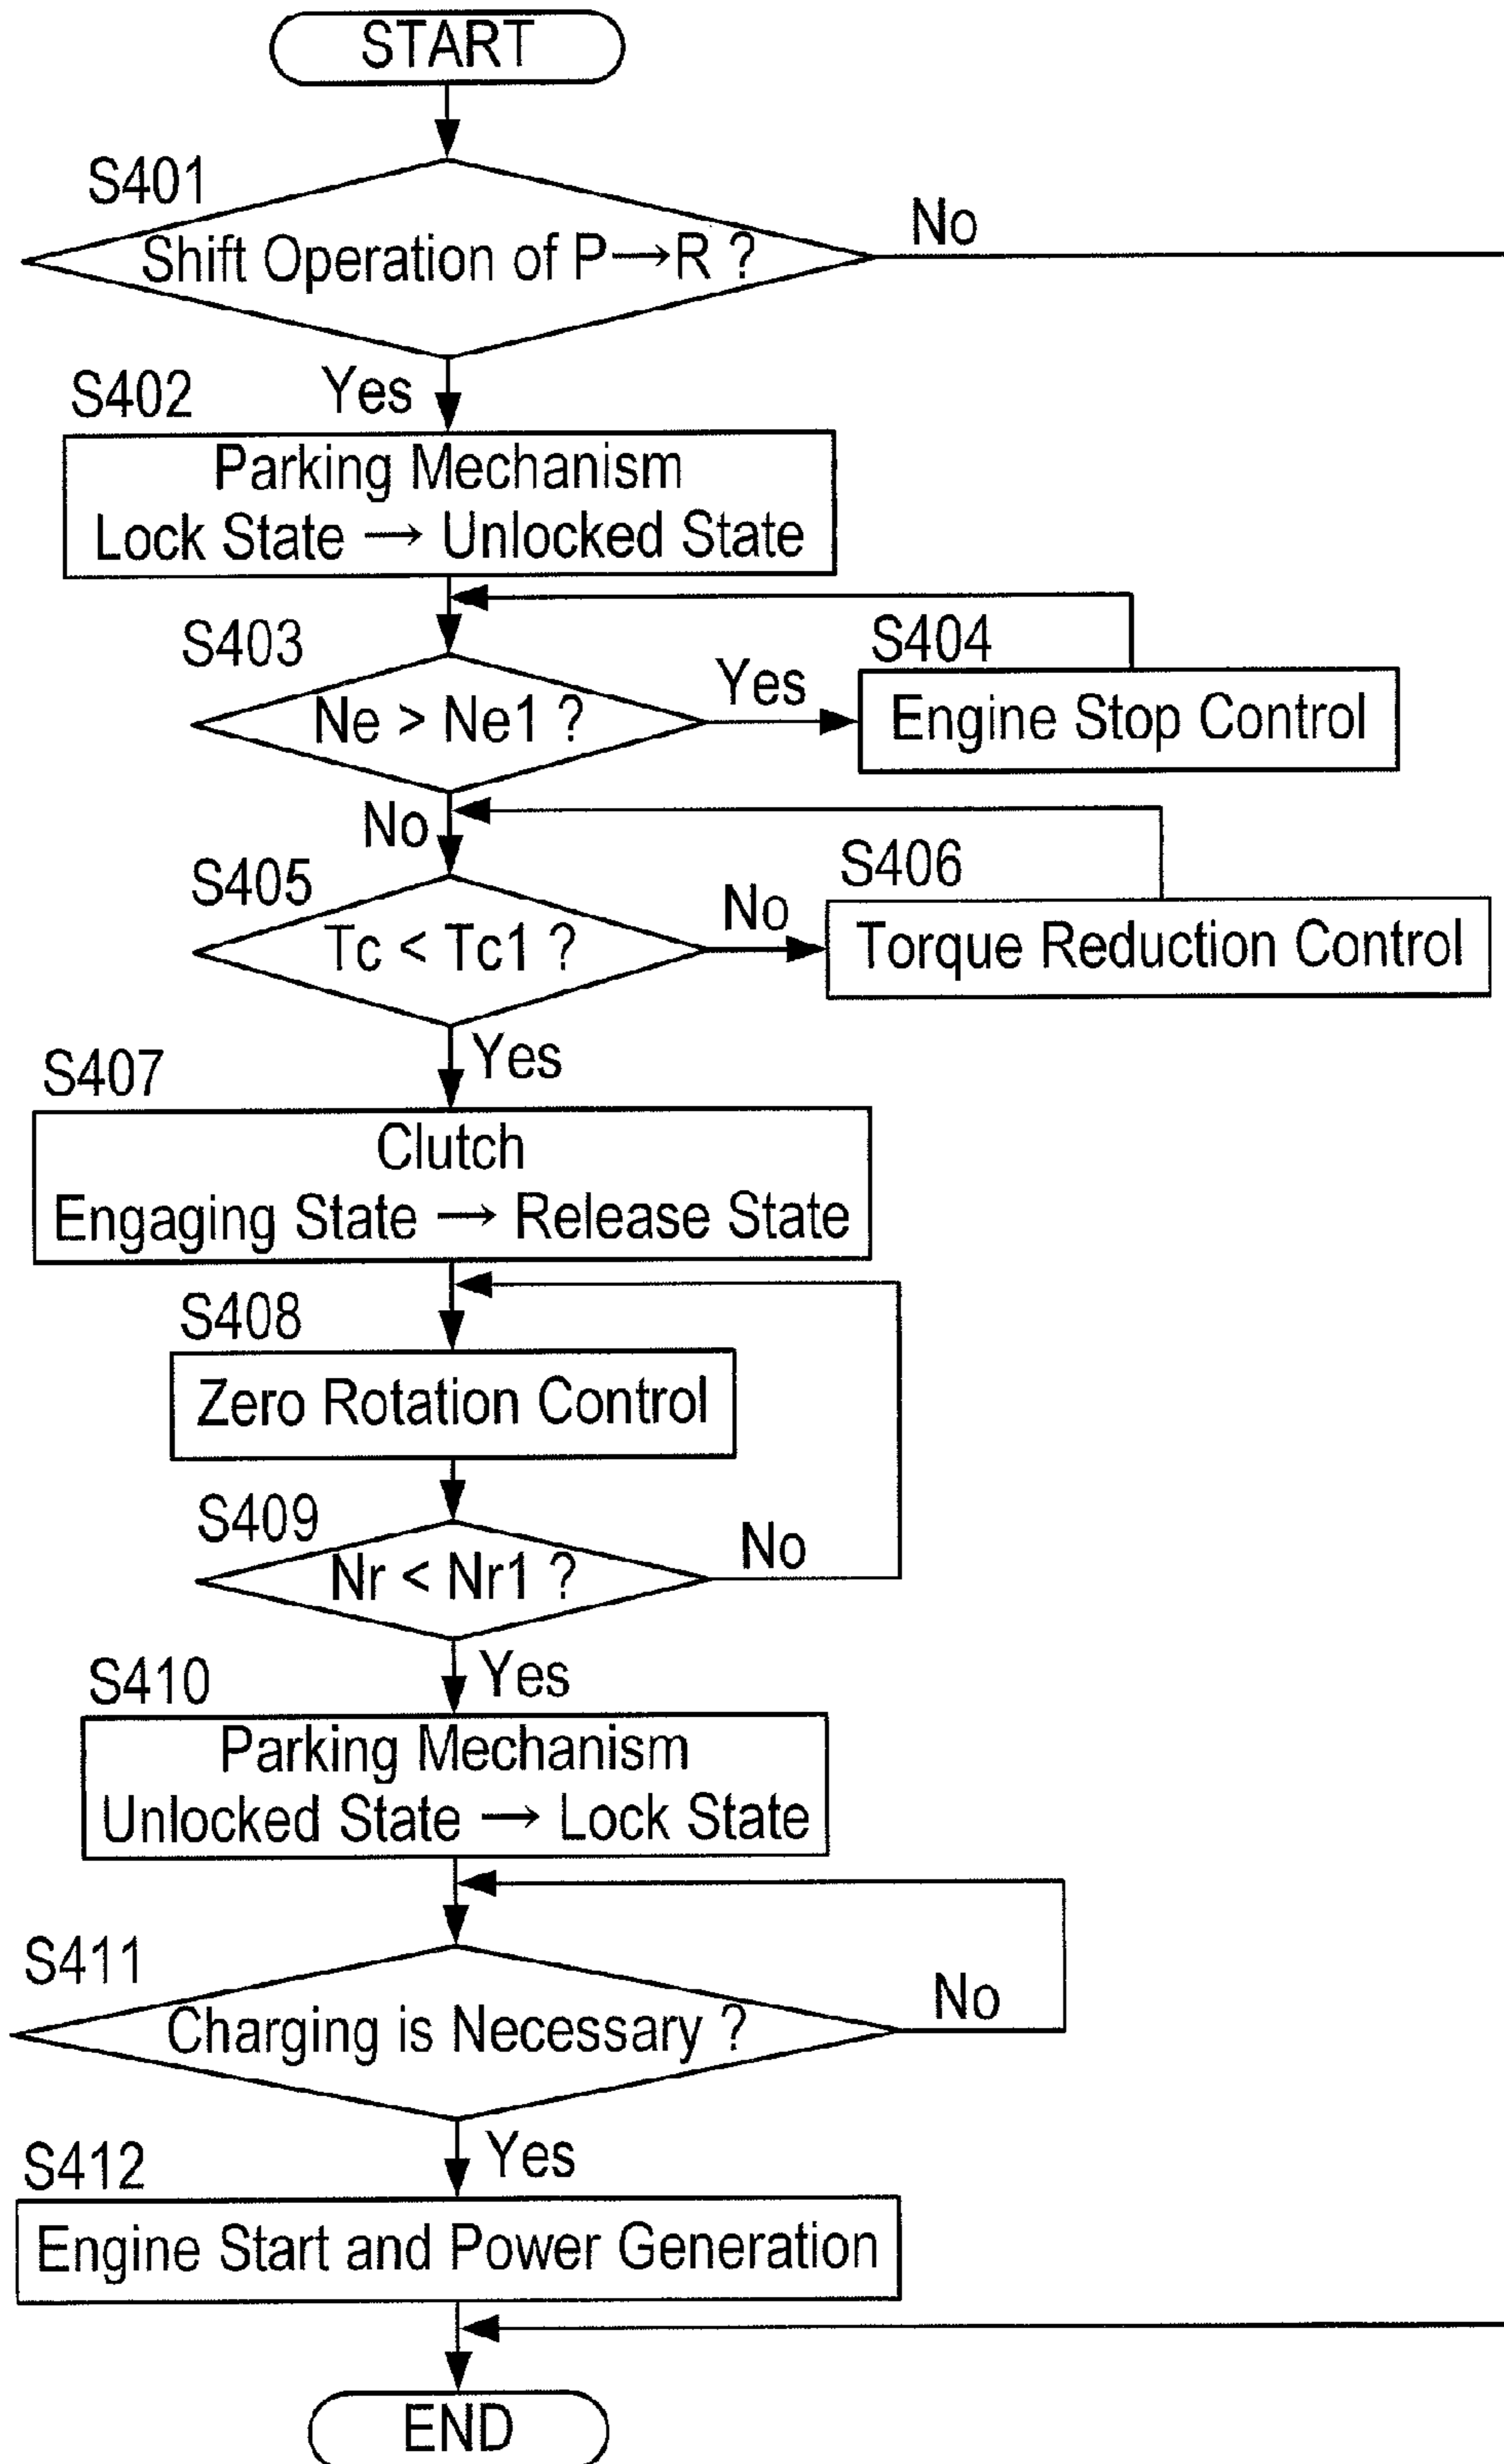 START
S401
Shift Operation of P→R ?
No
Yes
S402
Parking Mechanism
Lock State → Unlocked State
S403
Ne > Ne1 ?
Yes
S404
Engine Stop Control
No
S405
Tc < Tc1 ?
No
S406
Torque Reduction Control
Yes
S407
Clutch
Engaging State → Release State
S408
Zero Rotation Control
S409
Nr < Nr1 ?
No
Yes
S410
Parking Mechanism
Unlocked State → Lock State
S411
Charging is Necessary ?
No
Yes
S412
Engine Start and Power Generation
END